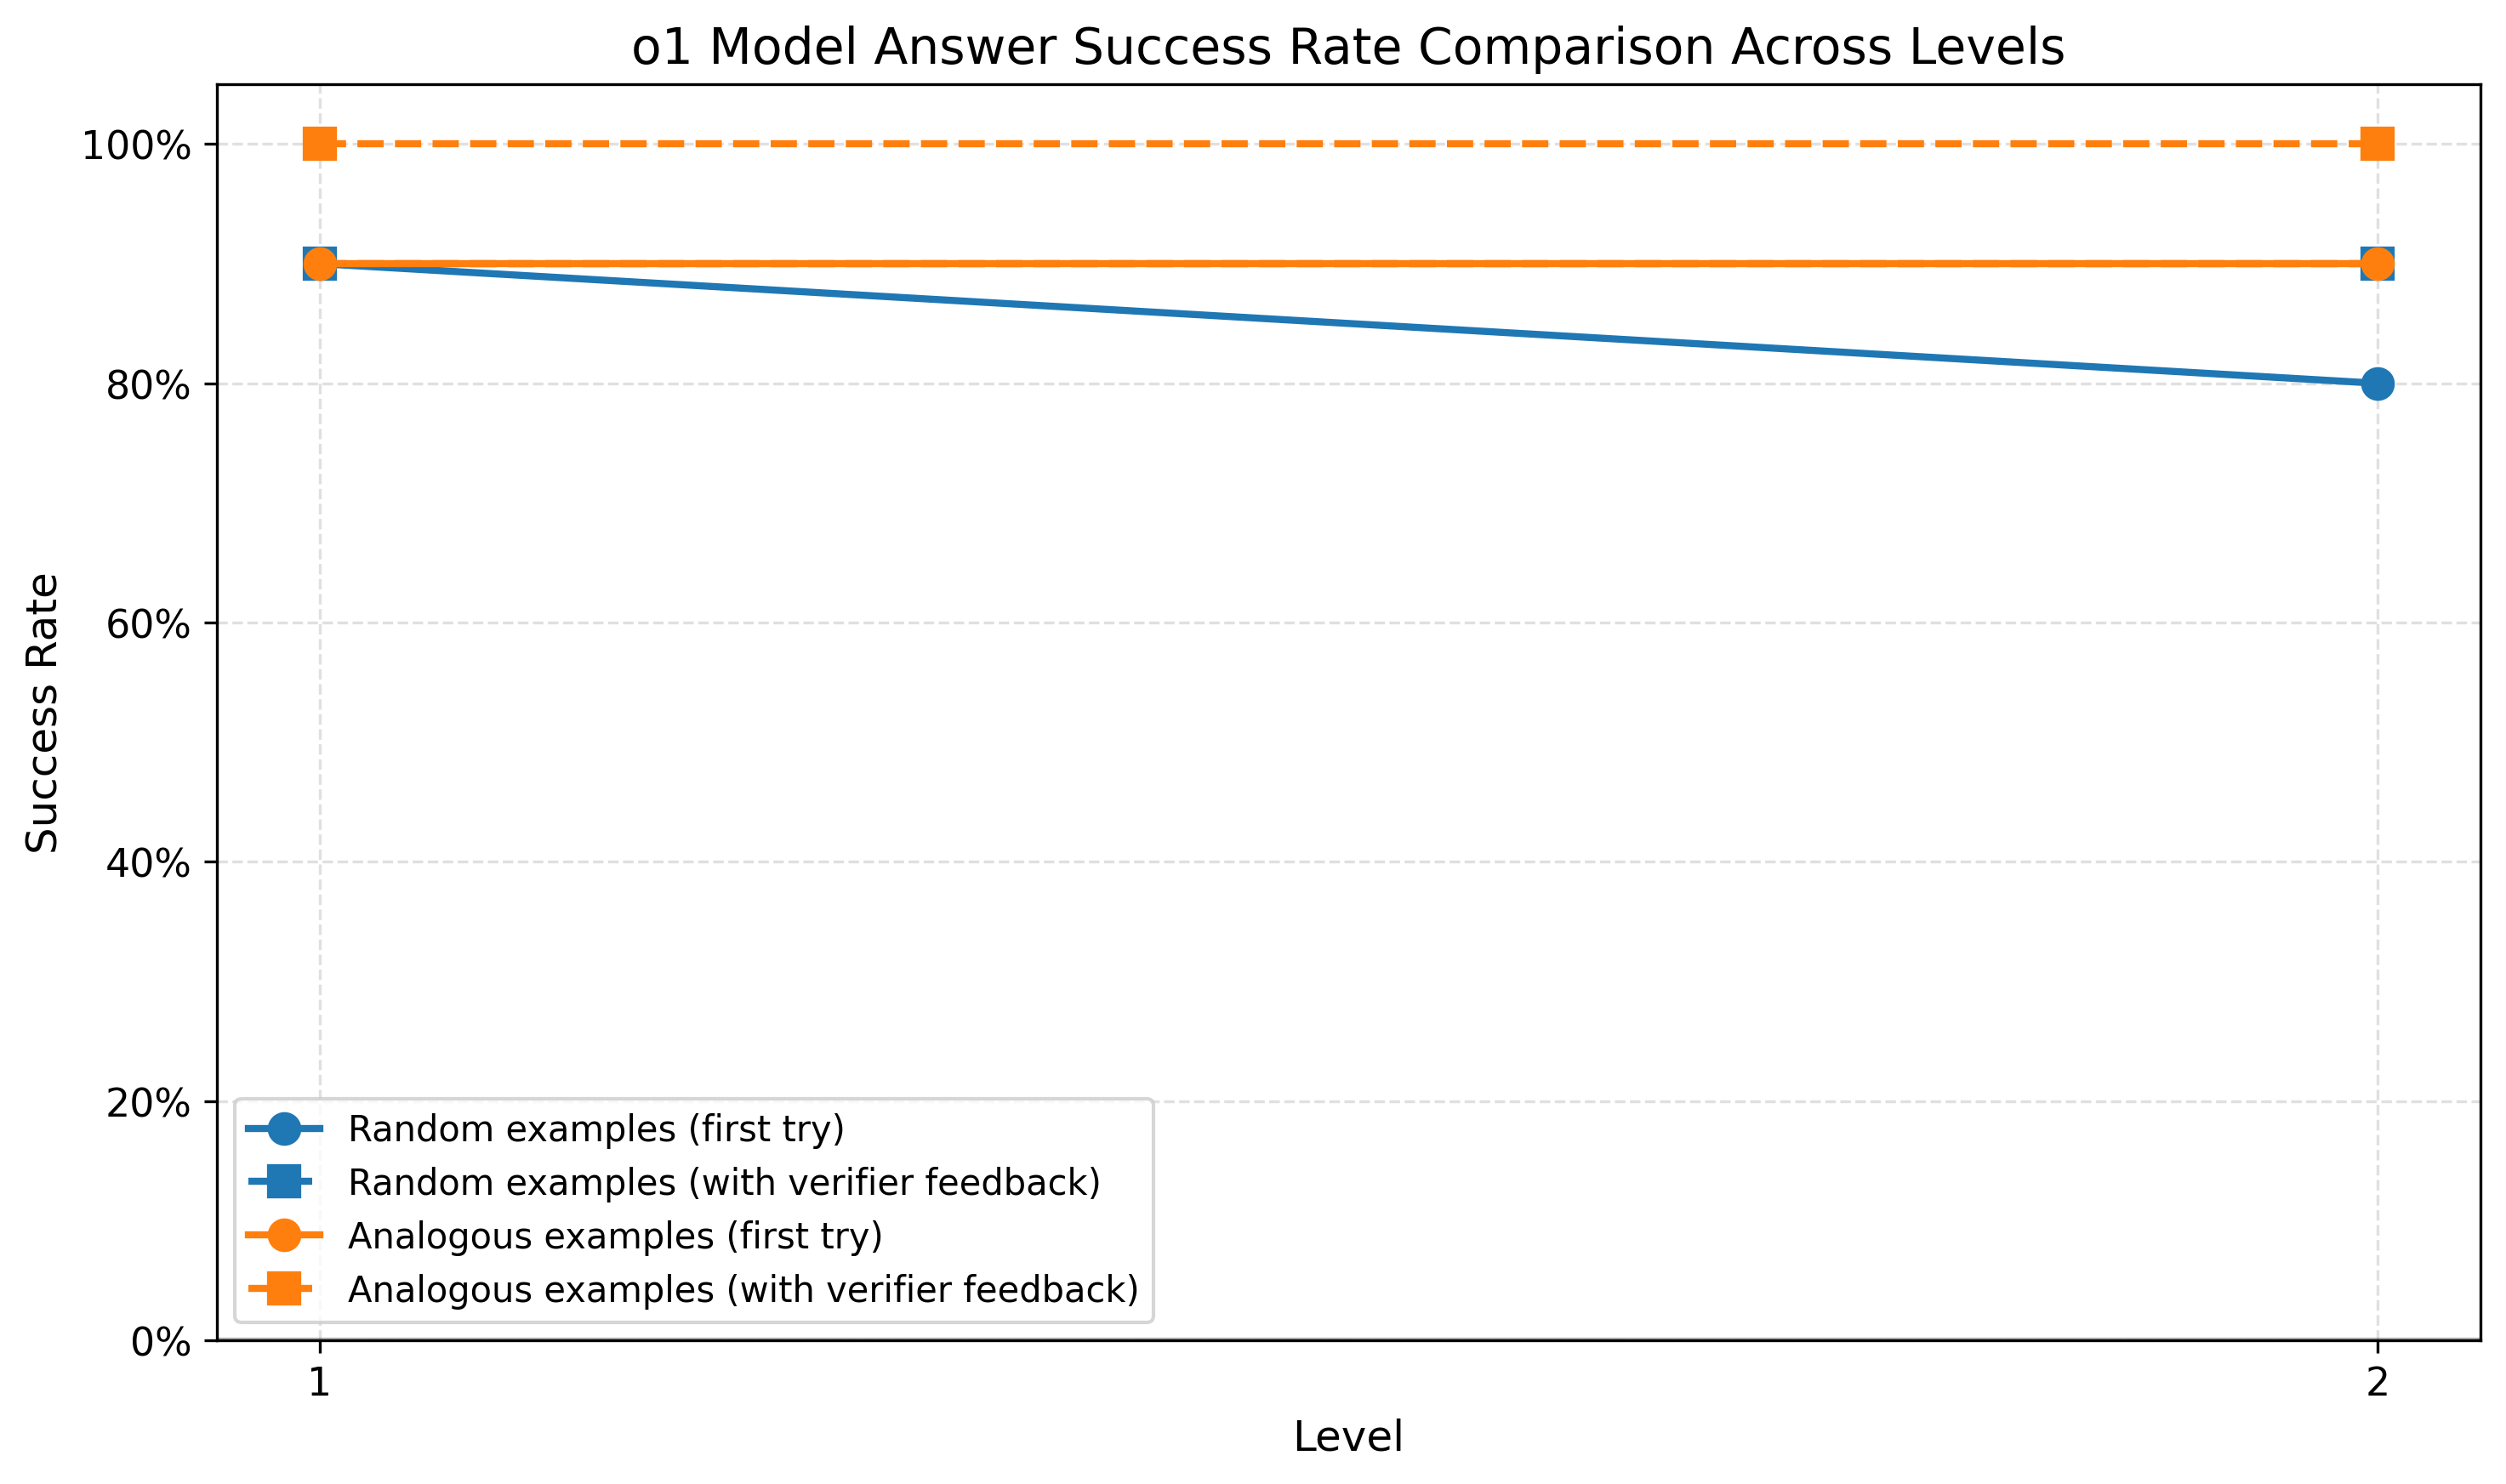 o1 Model Answer Success Rate Comparison Across Levels
100%
80%
60%
40%
20%
0%
Success Rate
Random examples (first try)
Random examples (with verifier feedback)
Analogous examples (first try)
Analogous examples (with verifier feedback)
1
2
Level